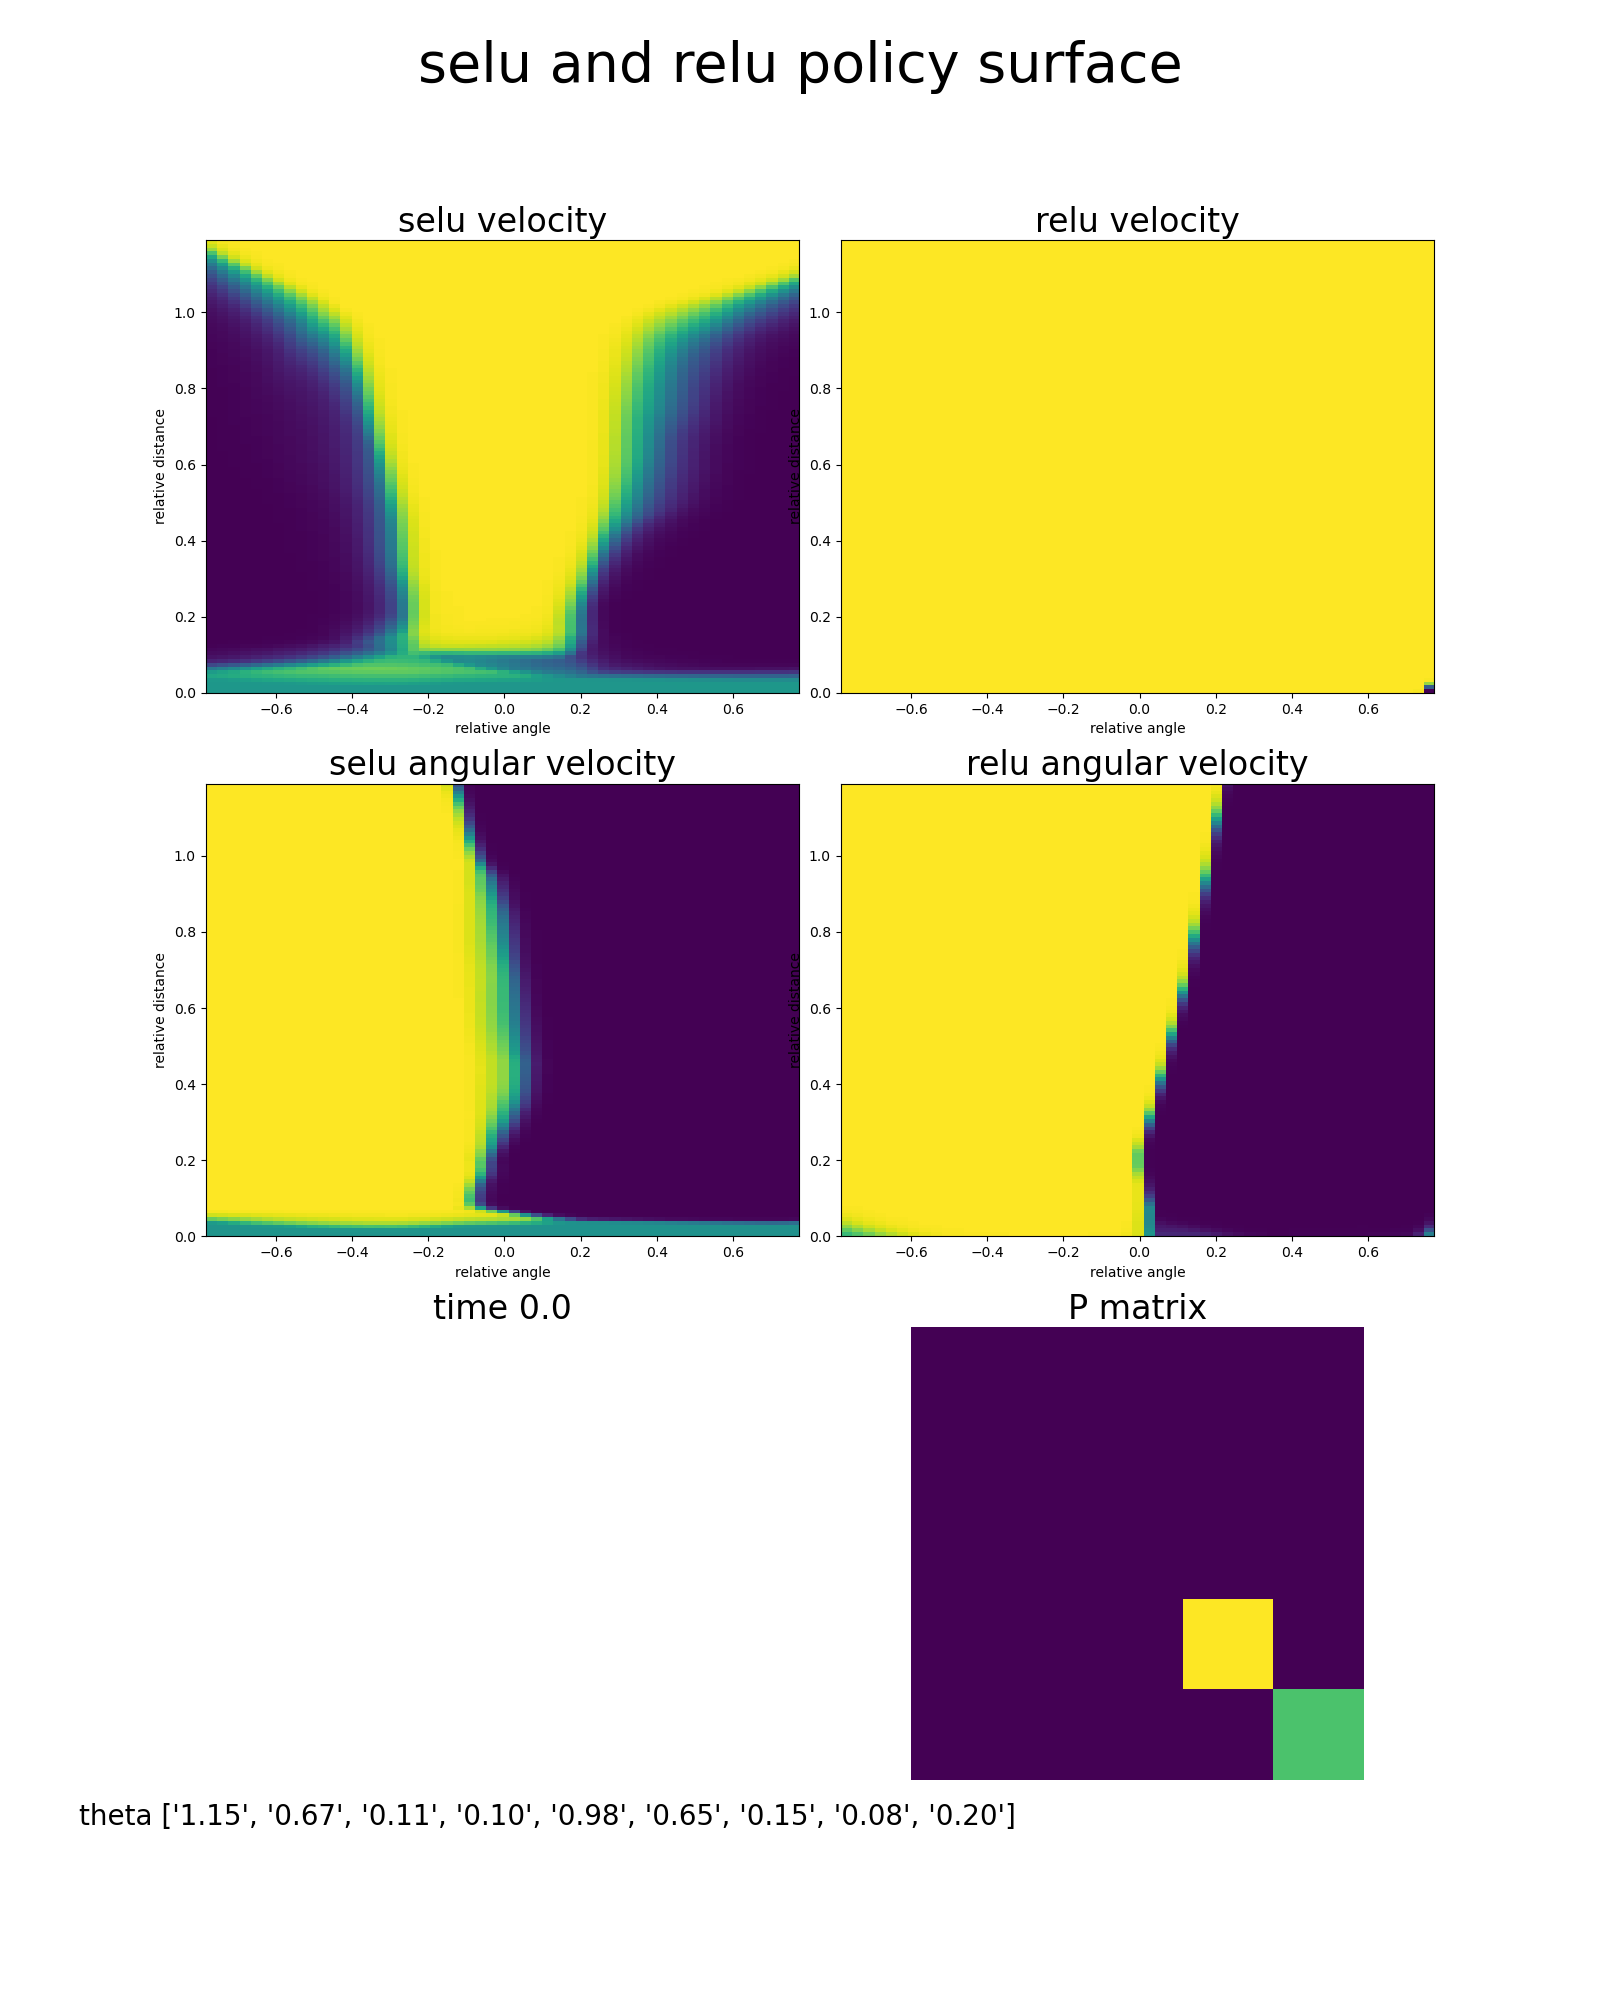 selu and relu policy surface
selu velocity
relu velocity
1.0
0.8
0.6
0.4
0.2
0.0
relative distance
−0.6 −0.4 −0.2 0.0 0.2 0.4 0.6
relative angle
1.0
0.8
0.6
0.4
0.2
0.0
relative distance
−0.6 −0.4 −0.2 0.0 0.2 0.4 0.6
relative angle
selu angular velocity
relu angular velocity
1.0
0.8
0.6
0.4
0.2
0.0
relative distance
−0.6 −0.4 −0.2 0.0 0.2 0.4 0.6
relative angle
1.0
0.8
0.6
0.4
0.2
0.0
relative distance
−0.6 −0.4 −0.2 0.0 0.2 0.4 0.6
relative angle
time 0.0
P matrix
theta ['1.15', '0.67', '0.11', '0.10', '0.98', '0.65', '0.15', '0.08', '0.20']